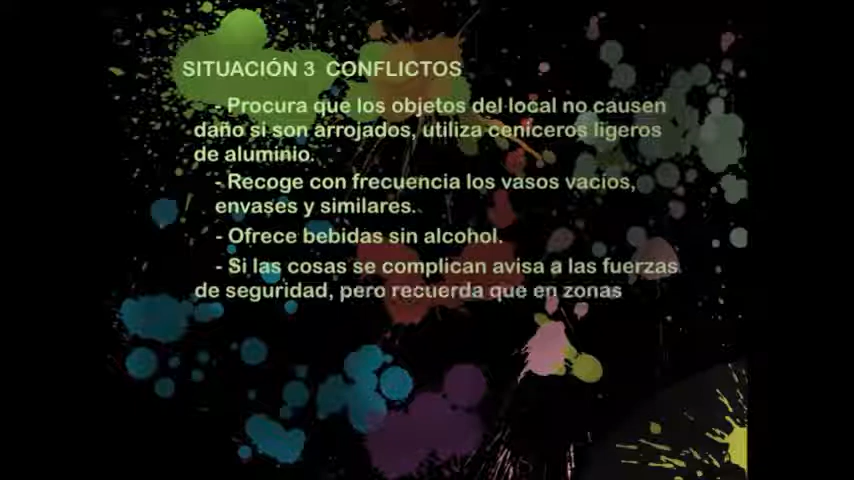 SITUACIÓN 3 CONFLICTOS
- Procura que los objetos del local no causen
daño si son arrojados, utiliza ceniceros ligeros
de aluminio.
- Recoge con frecuencia los vasos vacios,
envases y similares.
- Ofrece bebidas sin alcohol.
- Si las cosas se complican avisa a las fuerzas
de seguridad, pero recuerda que en zonas